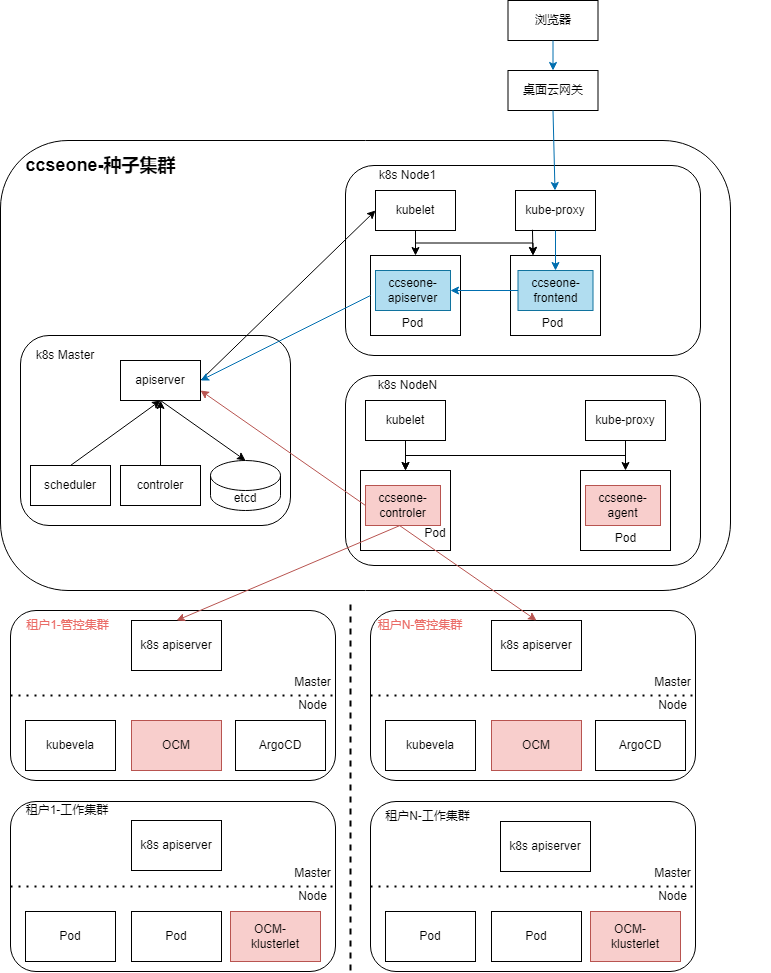 浏览器
桌面云网关
ccseone-种子集群
k8s Node1
kubelet
kube-proxy
ccseone-
apiserver
Pod
ccseone-
frontend
Pod
k8s Master
apiserver
scheduler
controler
etcd
k8s NodeN
kubelet
kube-proxy
ccseone-
controler
Pod
ccseone-
agent
Pod
租户1-管控集群
k8s apiserver
Master
Node
kubevela
OCM
ArgoCD
租户N-管控集群
k8s apiserver
Master
Node
kubevela
OCM
ArgoCD
租户1-工作集群
k8s apiserver
Master
Node
Pod
Pod
OCM-
klusterlet
租户N-工作集群
k8s apiserver
Master
Node
Pod
Pod
OCM-
klusterlet